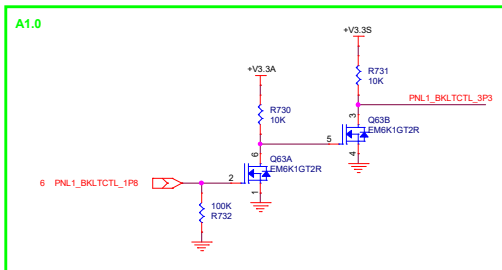 A1.0
+V3.3S
R731
10K
PNL1_BKLTCTL_3P3
+V3.3A
R730
10K
3
Q63B
EM6K1GT2R
5
4
6
Q63A
EM6K1GT2R
6 PNL1_BKLTCTL_1P8
2
1
100K
R732